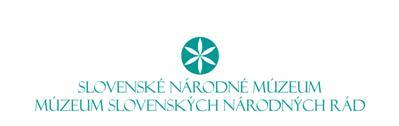 SLOVENSKÉ NÁRODNÉ MÚZEUM
MÚZEUM SLOVENSKÝCH NÁRODNÝCH RÁD